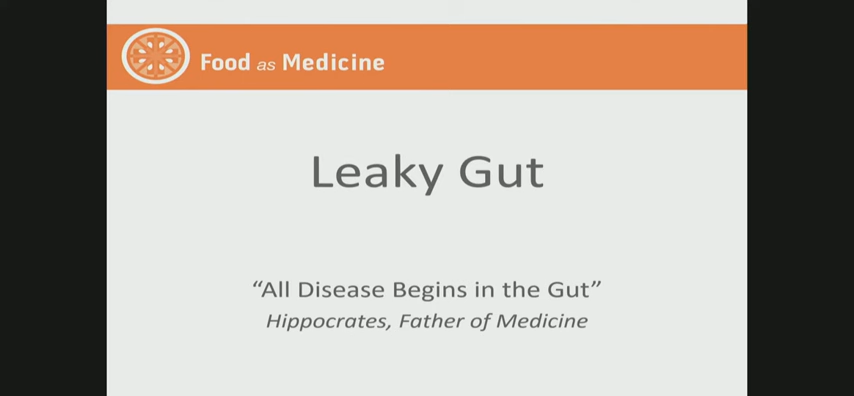 Food as Medicine
Leaky Gut
“All Disease Begins in the Gut”
Hippocrates, Father of Medicine